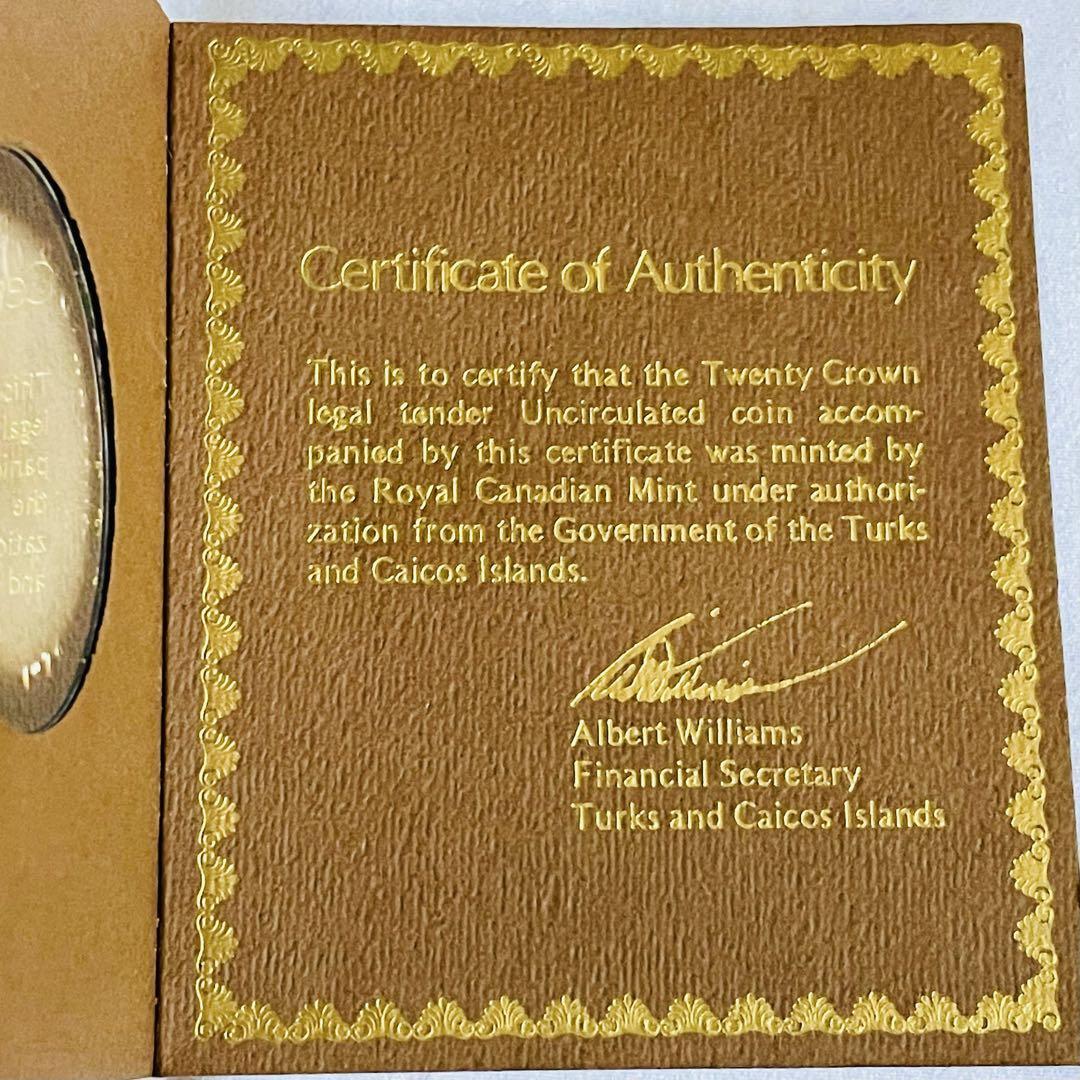 Certificate of Authenticity
This is to certify that the Twenty Crown
legal tender Uncirculated coin accom-
panied by this certificate was minted by
the Royal Canadian Mint under authori-
zation from the Government of the Turks
and Caicos Islands.
Albert Williams
Financial Secretary
Turks and Caicos Islands